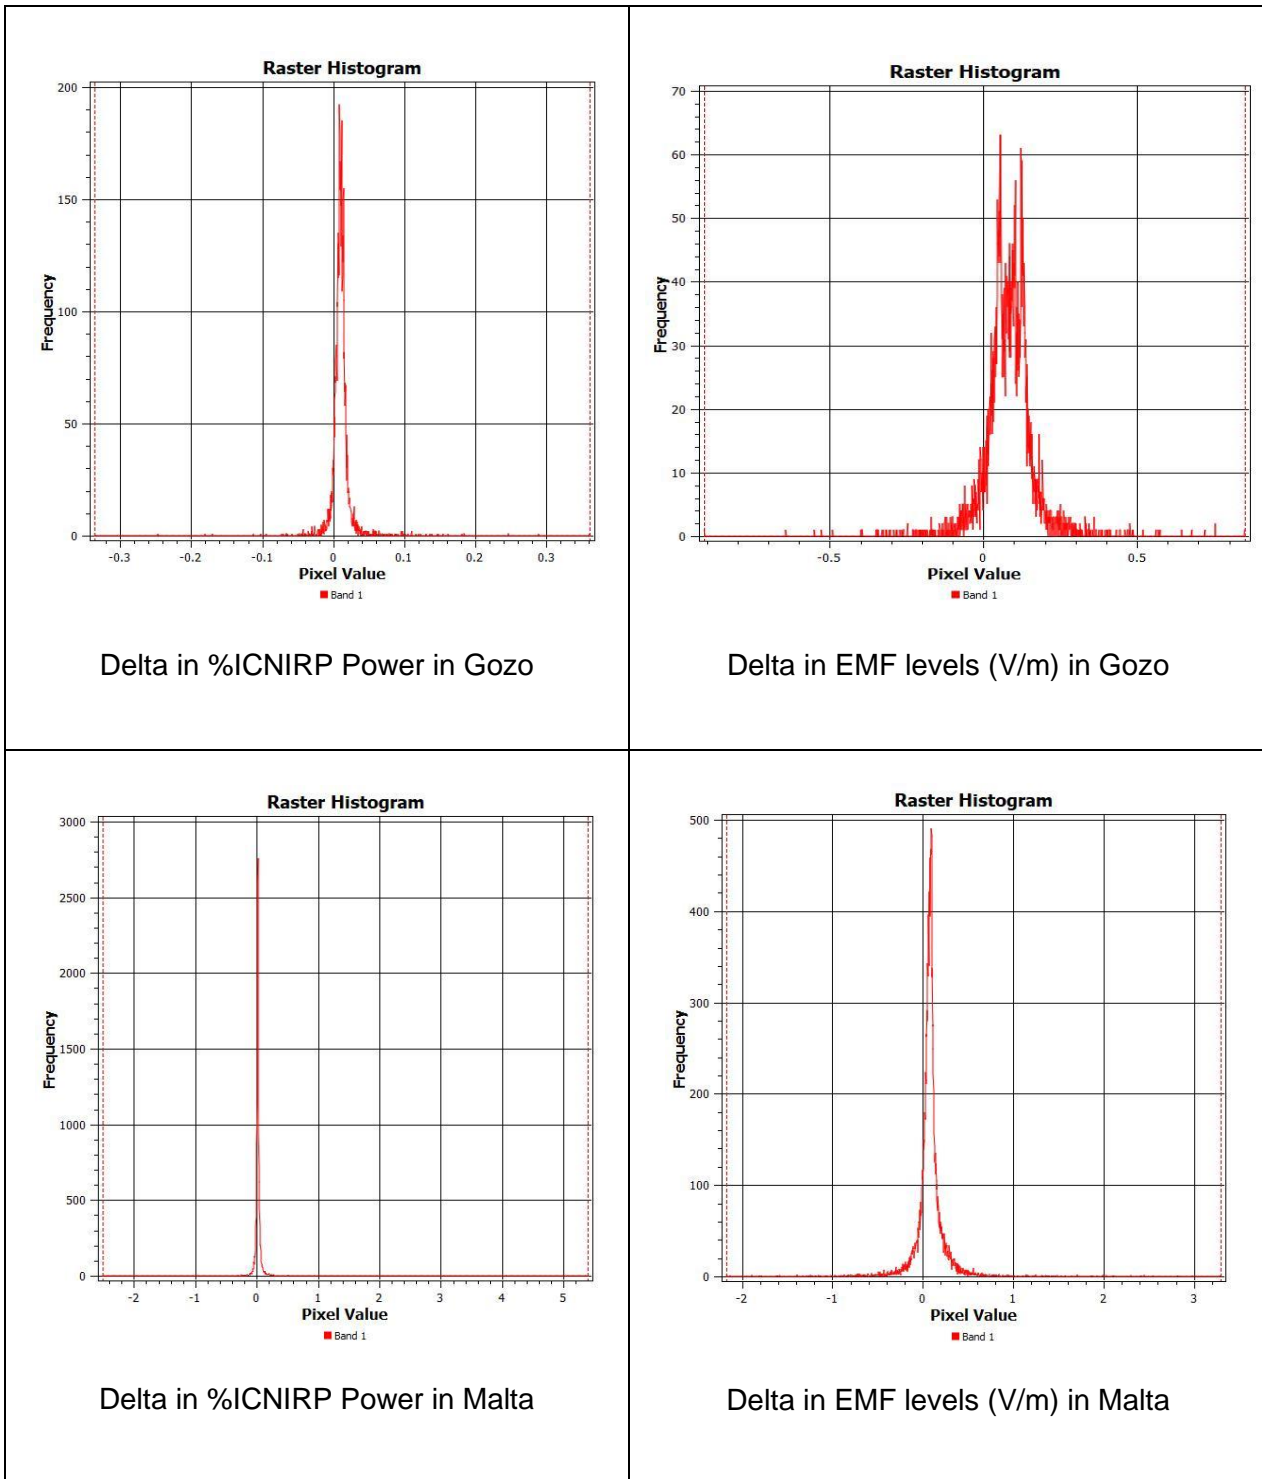 Raster Histogram
200
150
100
50
0
Frequency
-0.3
-0.2
-0.1
0
0.1
0.2
0.3
Pixel Value
Band 1
Delta in %ICNIRP Power in Gozo
Raster Histogram
70
60
50
40
30
20
10
0
Frequency
-0.5
0
0.5
Pixel Value
Band 1
Delta in EMF levels (V/m) in Gozo
Raster Histogram
3000
2500
2000
1500
1000
500
0
Frequency
-2
-1
0
1
2
3
4
5
Pixel Value
Band 1
Delta in %ICNIRP Power in Malta
Raster Histogram
500
400
300
200
100
0
Frequency
-2
-1
0
1
2
3
Pixel Value
Band 1
Delta in EMF levels (V/m) in Malta